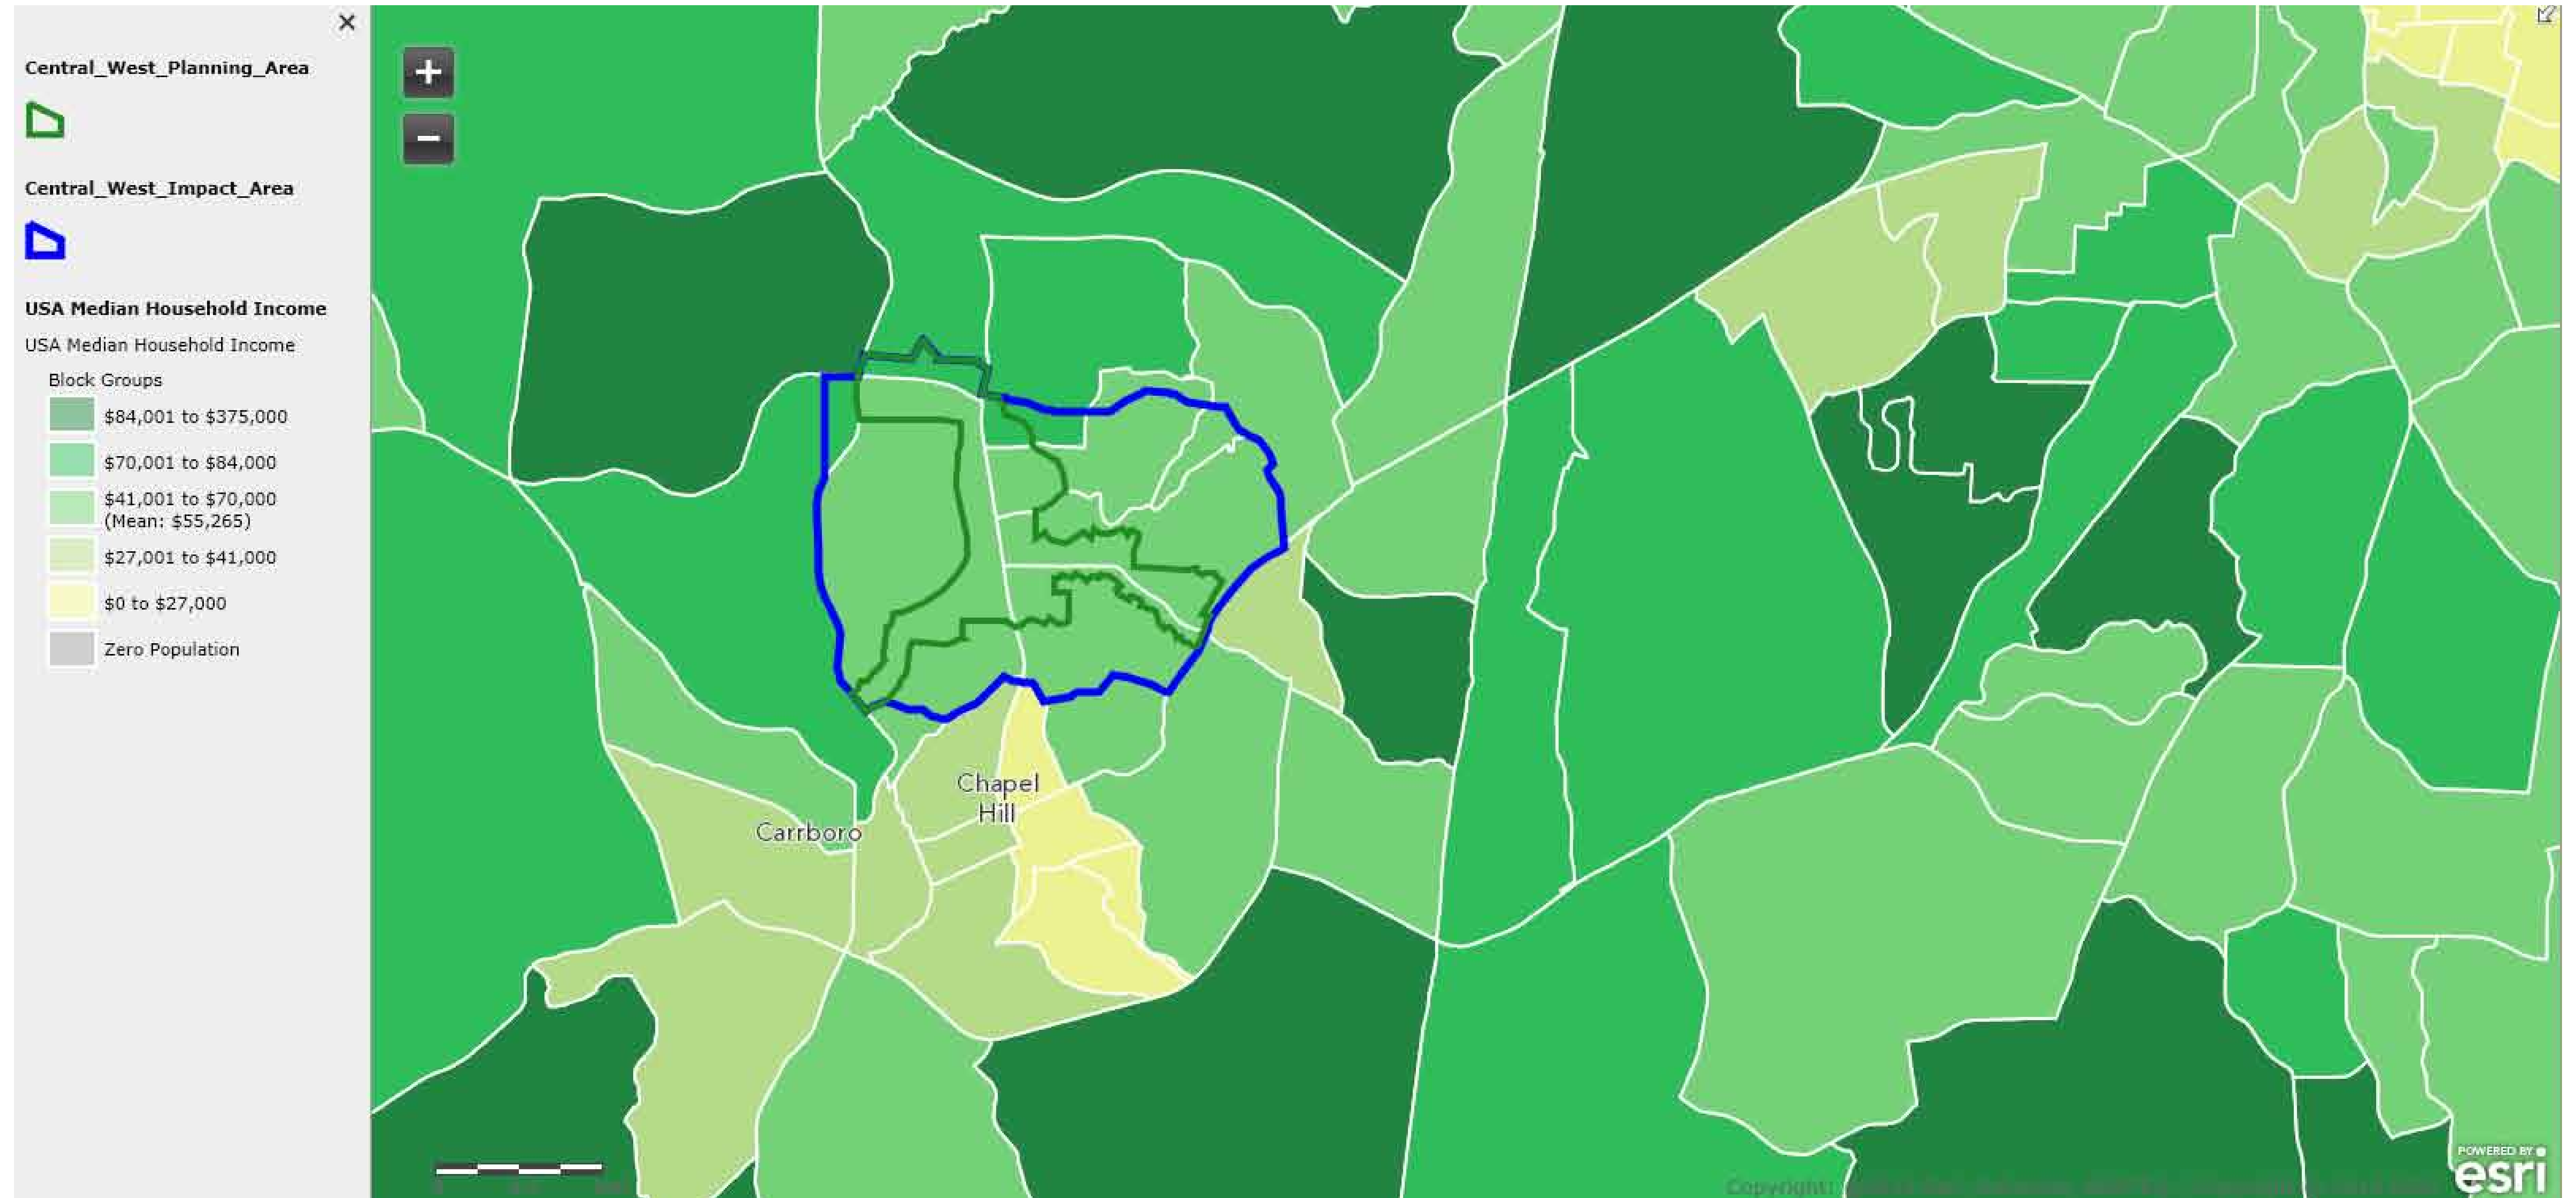 Central_West_Planning_Area
Central_West_Impact_Area
USA Median Household Income
USA Median Household Income
Block Groups
$84,001 to $375,000
$70,001 to $84,000
$41,001 to $70,000
(Mean: $55,265)
$27,001 to $41,000
$0 to $27,000
Zero Population
Chapel
Hill
Carrboro
Copyright:
POWERED BY
esri